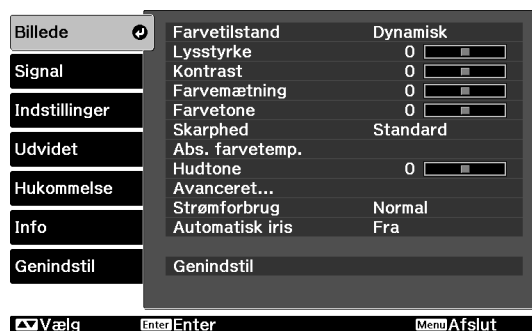 Billede
Signal
Indstillinger
Udvidet
Hukommelse
Info
Genindstil
Farvetilstand Dynamisk
Lysstyrke 0
Kontrast 0
Farvemætning 0
Farvetone 0
Skarphed Standard
Abs. farvetemp.
Hudtone 0
Avanceret...
Strømforbrug Normal
Automatisk iris Fra
Genindstil
Vælg Enter Enter Menu Afslut